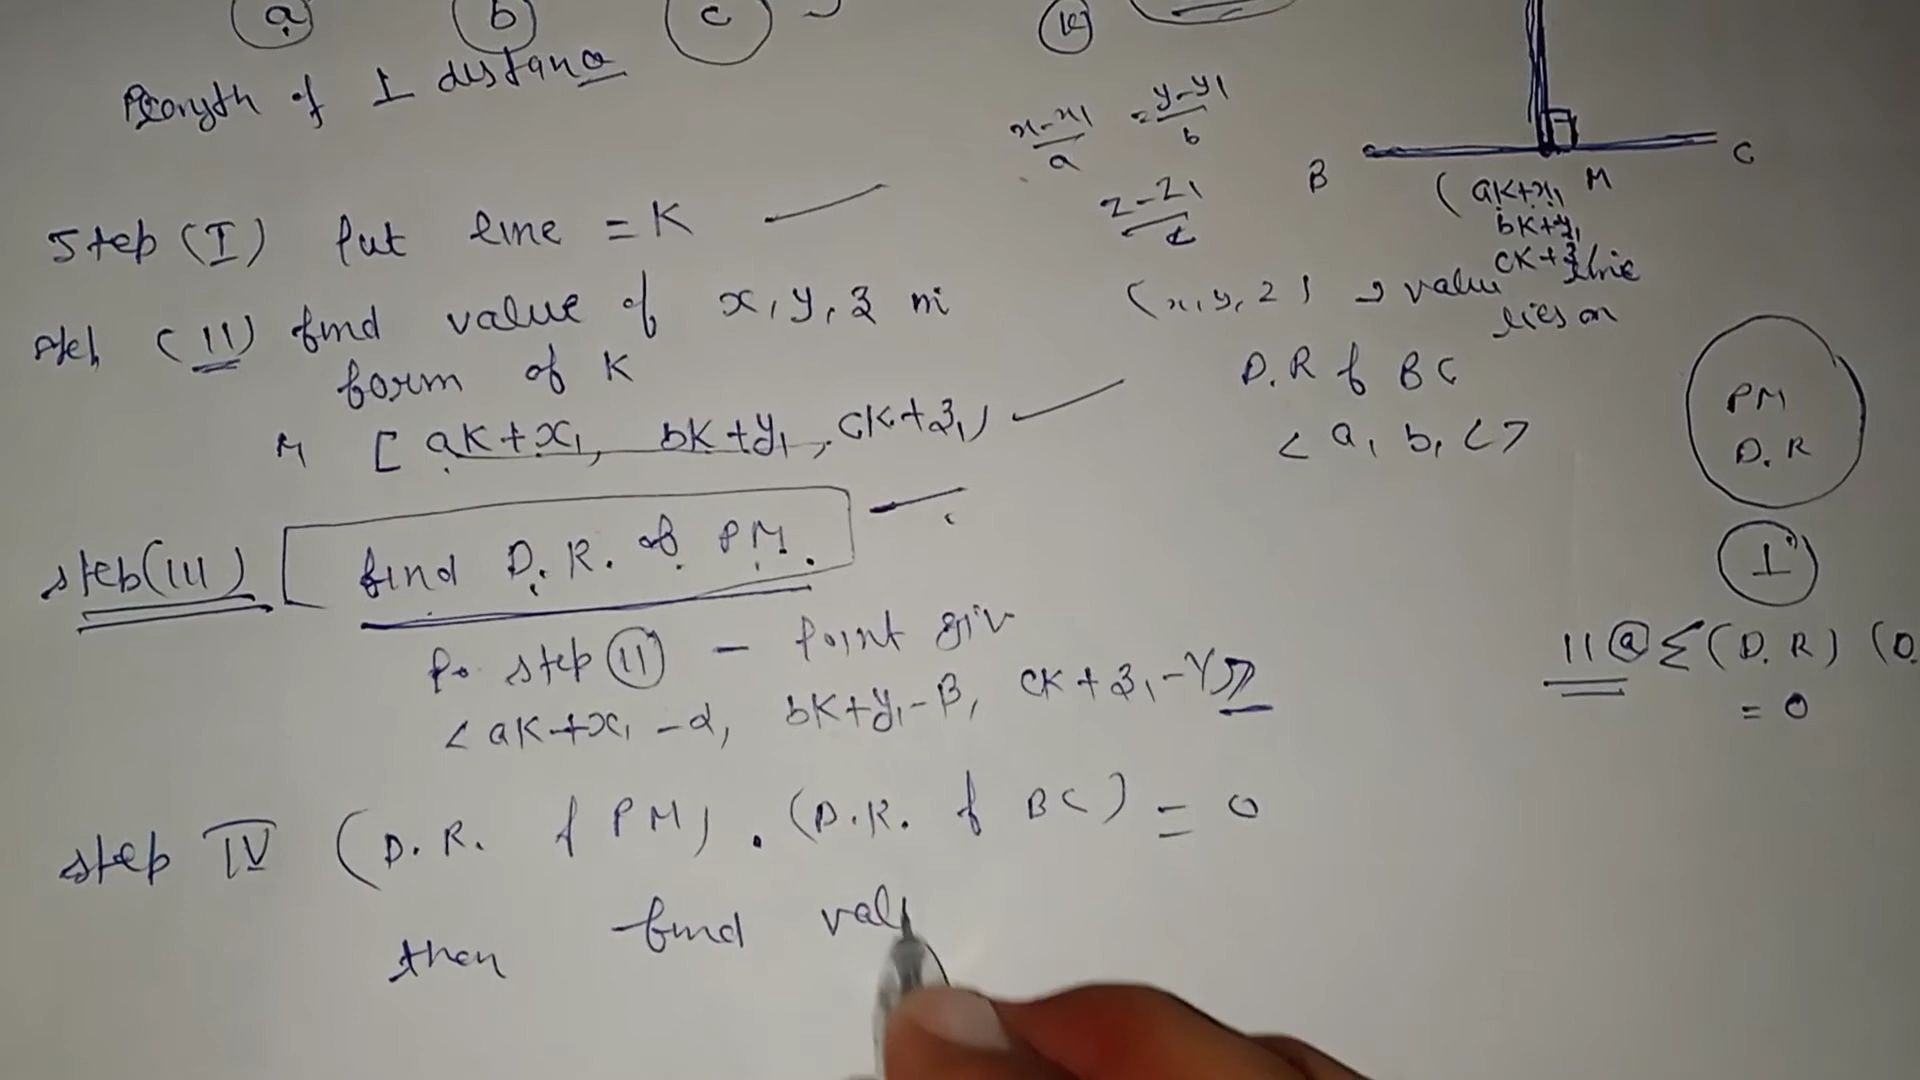 a b c
Length of ⊥ distance
Step (I) Put line = K
step (II) find value of x, y, z in
form of K
M [ aK+x₁, bK+y₁, cK+z₁)
step(III) find D.R. of PM.
step (II) - Point giv
< aK+x₁ -α, bK+y₁-β, cK+z₁-γ>
step IV (D.R. of PM) . (D.R. of BC) = 0
then find val
K
x-x₁/a = y-y₁/b
z-z₁/c
B C
M
( aK+x₁
bK+y₁
cK+z₁
(x, y, z) → value line
lies on
D.R of BC
< a, b, c >
PM
D.R
⊥
11 a Σ(D.R) (D.
= 0